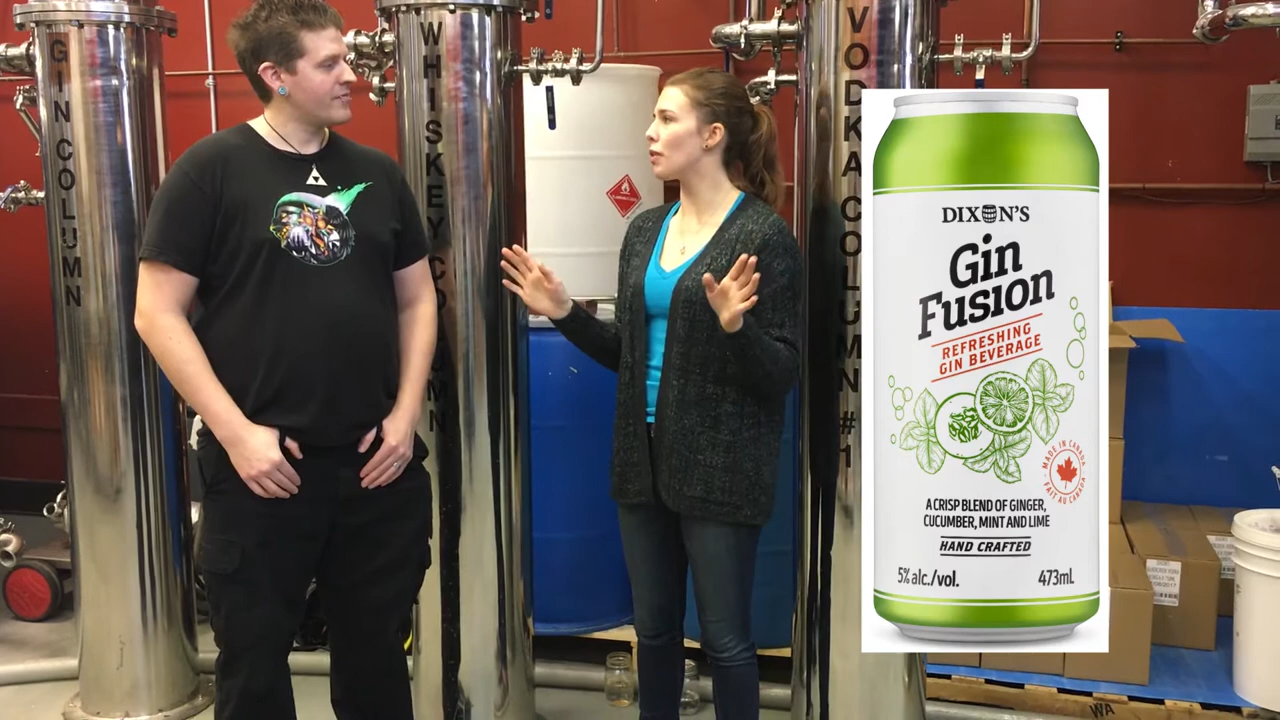 GIN COLUMN
WHISKEY COLUMN
VODKA COLUMN #1
DIXON'S
Gin
Fusion
REFRESHING
GIN BEVERAGE
MADE IN CANADA
FAIT AU CANADA
A CRISP BLEND OF GINGER,
CUCUMBER, MINT AND LIME
HAND CRAFTED
5% alc./vol.
473mL
WA